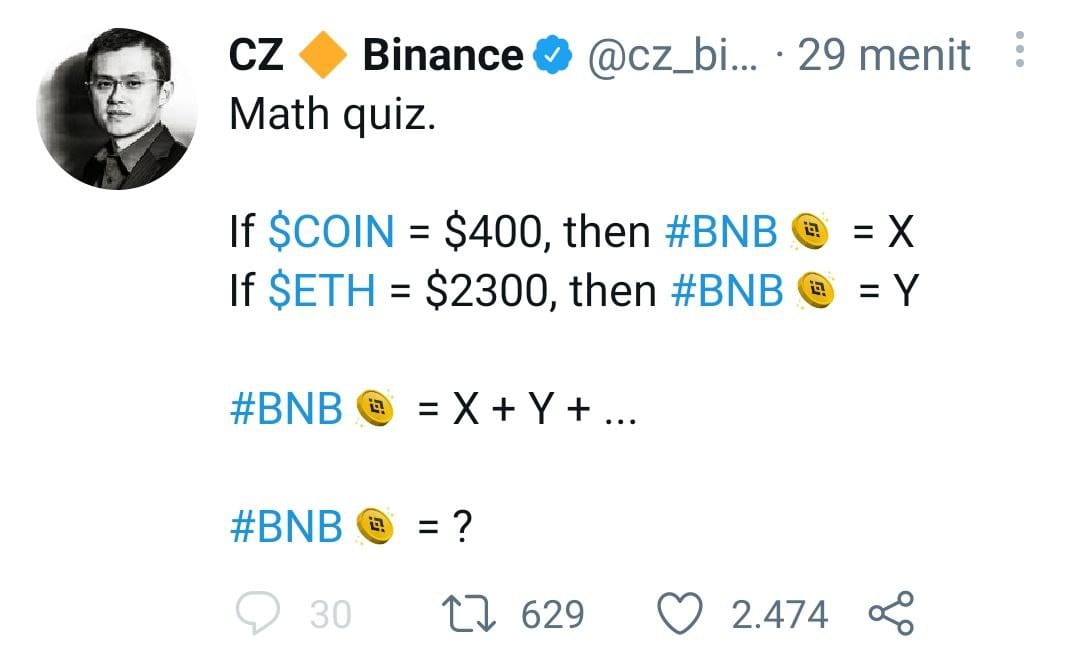 CZ 🔶 Binance @cz_bi... · 29 menit
Math quiz.
If $COIN = $400, then #BNB = X
If $ETH = $2300, then #BNB = Y
#BNB = X + Y + ...
#BNB = ?
30 629 2.474